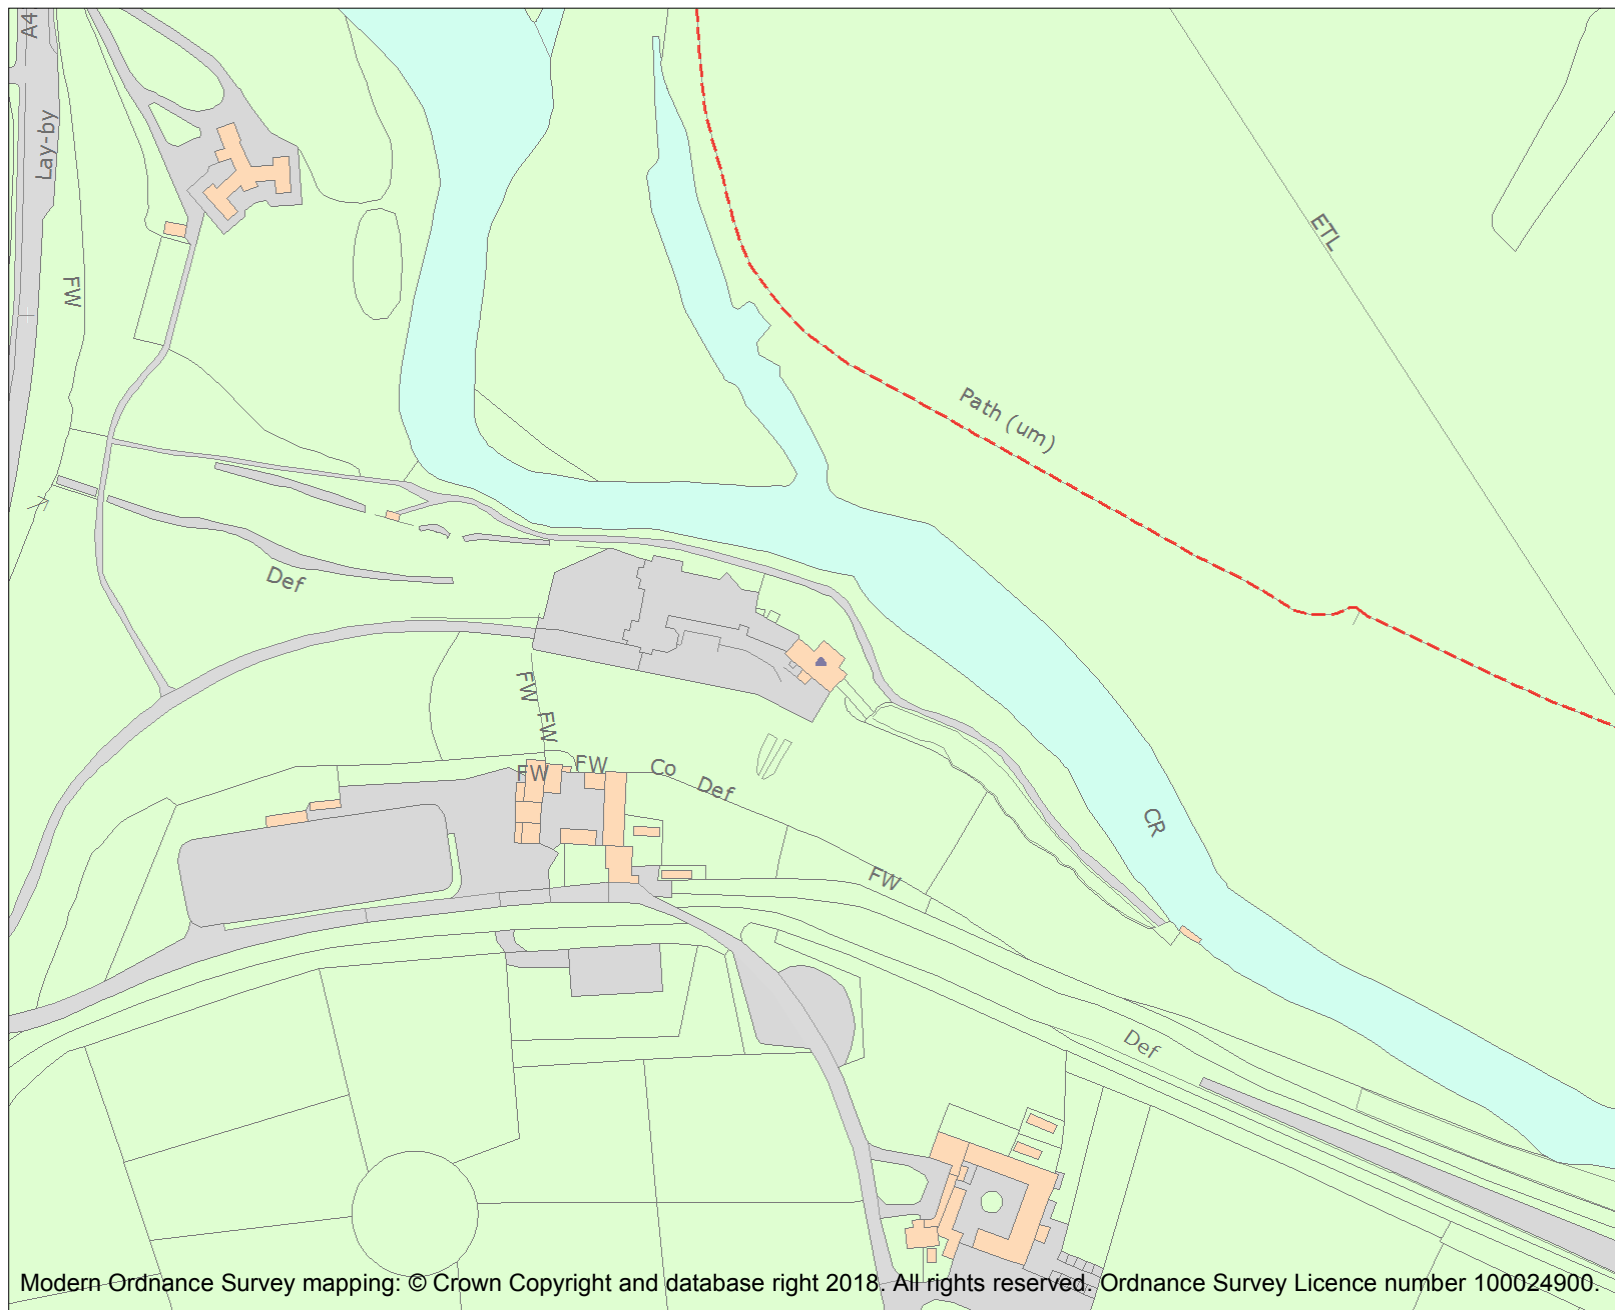 A4
Lay-by
ETL
FW
Path (um)
Def
FW
FW
FW
FW
Co
Def
CR
FW
Def
Modern Ordnance Survey mapping: © Crown Copyright and database right 2018. All rights reserved. Ordnance Survey Licence number 100024900.